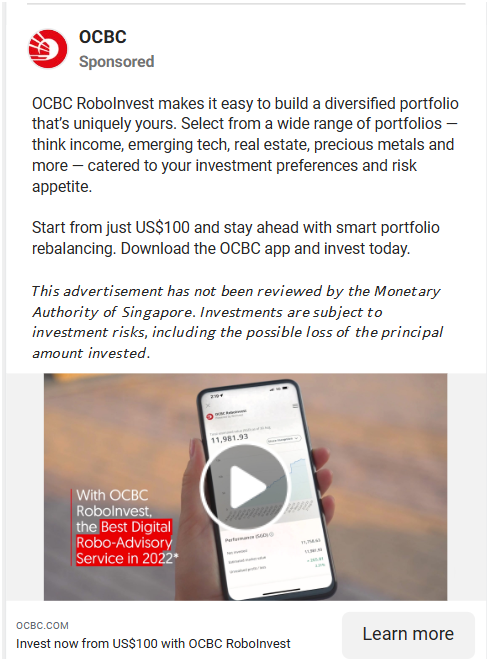 OCBC
Sponsored
OCBC RoboInvest makes it easy to build a diversified portfolio
that's uniquely yours. Select from a wide range of portfolios —
think income, emerging tech, real estate, precious metals and
more — catered to your investment preferences and risk
appetite.
Start from just US$100 and stay ahead with smart portfolio
rebalancing. Download the OCBC app and invest today.
This advertisement has not been reviewed by the Monetary
Authority of Singapore. Investments are subject to
investment risks, including the possible loss of the principal
amount invested.
OCBC RoboInvest
11,981.93
With OCBC
RoboInvest,
the Best Digital
Robo-Advisory
Service in 2022*
Performance (SGD)
OCBC.COM
Invest now from US$100 with OCBC RoboInvest
Learn more